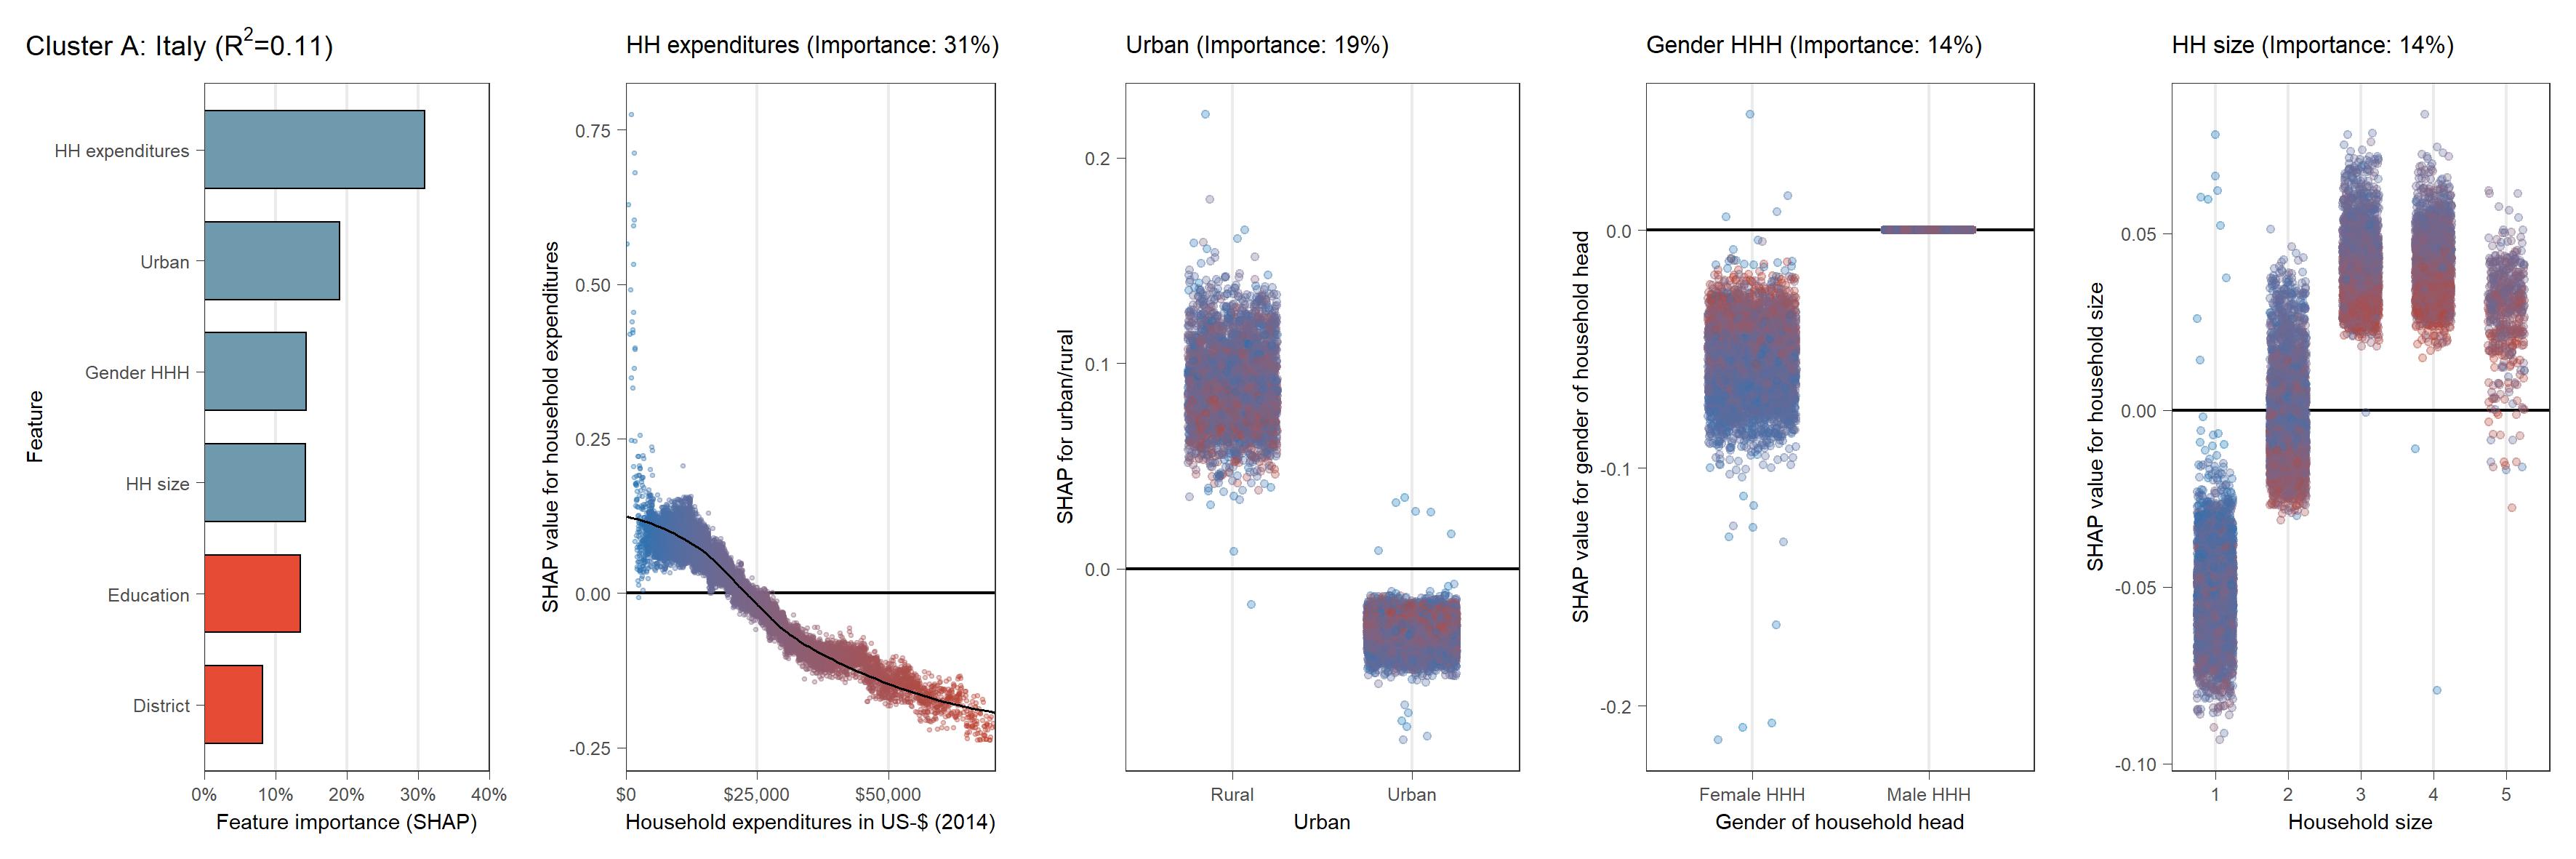 Cluster A: Italy (R2=0.11)
Feature
HH expenditures
Urban
Gender HHH
HH size
Education
District
0% 10% 20% 30% 40%
Feature importance (SHAP)
HH expenditures (Importance: 31%)
SHAP value for household expenditures
0.75
0.50
0.25
0.00
-0.25
$0 $25,000 $50,000
Household expenditures in US-$ (2014)
Urban (Importance: 19%)
SHAP for urban/rural
0.2
0.1
0.0
Rural Urban
Urban
Gender HHH (Importance: 14%)
SHAP value for gender of household head
0.0
-0.1
-0.2
Female HHH Male HHH
Gender of household head
HH size (Importance: 14%)
SHAP value for household size
0.05
0.00
-0.05
-0.10
1 2 3 4 5
Household size